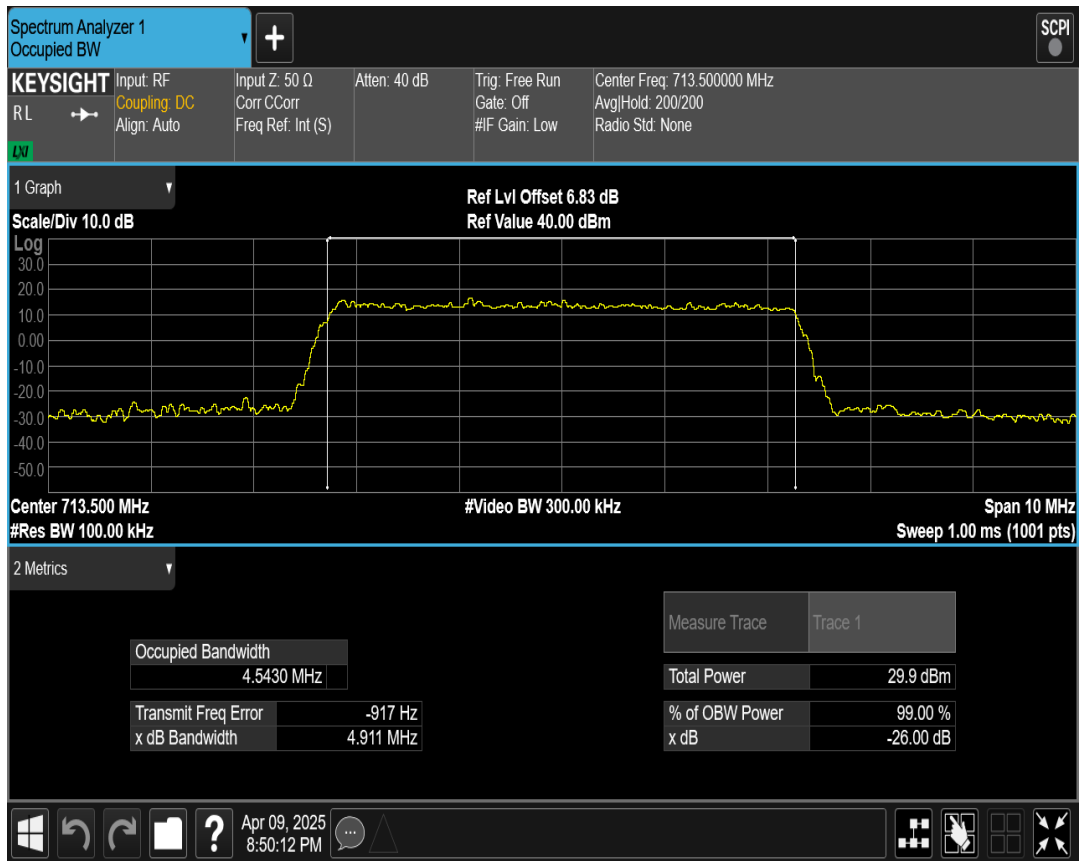 Spectrum Analyzer 1
Occupied BW
+
SCPI
KEYSIGHT
RL
LXI
Input: RF
Coupling: DC
Align: Auto
Input Z: 50 Ω
Corr CCorr
Freq Ref: Int (S)
Atten: 40 dB
Trig: Free Run
Gate: Off
#IF Gain: Low
Center Freq: 713.500000 MHz
Avg|Hold: 200/200
Radio Std: None
1 Graph
Scale/Div 10.0 dB
Ref Lvl Offset 6.83 dB
Ref Value 40.00 dBm
Log
30.0
20.0
10.0
0.00
-10.0
-20.0
-30.0
-40.0
-50.0
Center 713.500 MHz
#Video BW 300.00 kHz
Span 10 MHz
#Res BW 100.00 kHz
Sweep 1.00 ms (1001 pts)
2 Metrics
Measure Trace Trace 1
Occupied Bandwidth
4.5430 MHz
Total Power 29.9 dBm
Transmit Freq Error -917 Hz
% of OBW Power 99.00 %
x dB Bandwidth 4.911 MHz
x dB -26.00 dB
?
Apr 09, 2025
8:50:12 PM